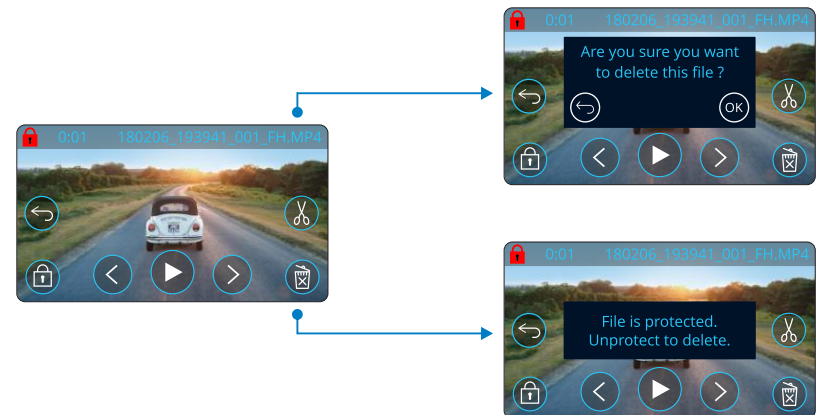 0:01 180206_193941_001_FH.MP4
Are you sure you want
to delete this file ?
OK
0:01 180206_193941_001_FH.MP4
0:01 180206_193941_001_FH.MP4
File is protected.
Unprotect to delete.